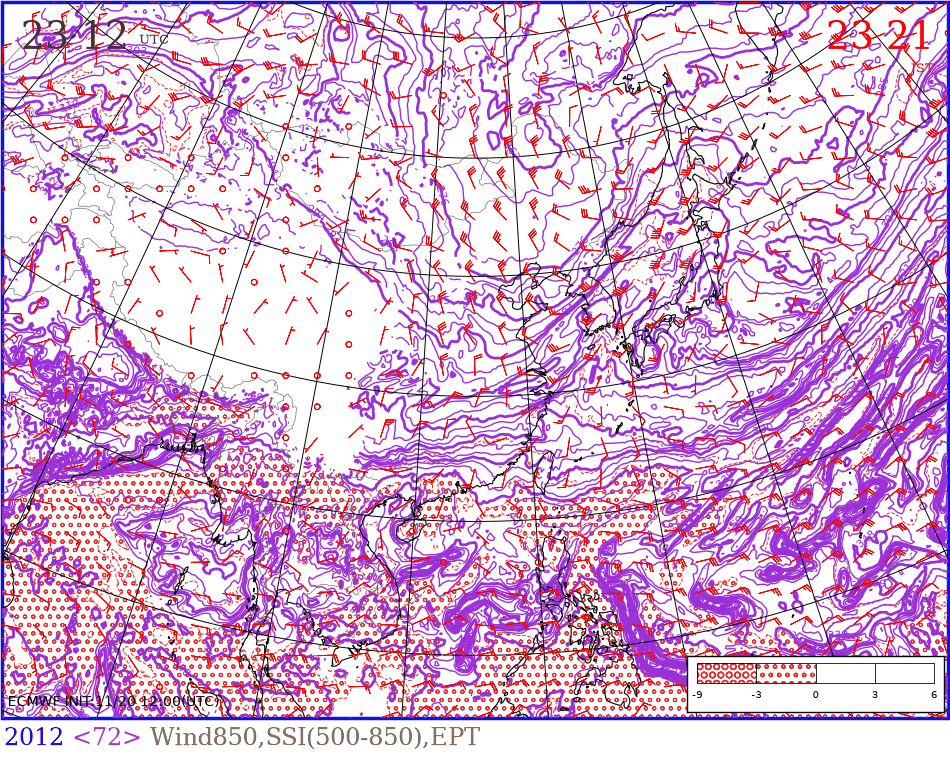 23 12 UTC
23 21
JST
ECMWF INIT:11/20 12:00(UTC)
-9 -3 0 3 6
2012 <72> Wind850,SSI(500-850),EPT